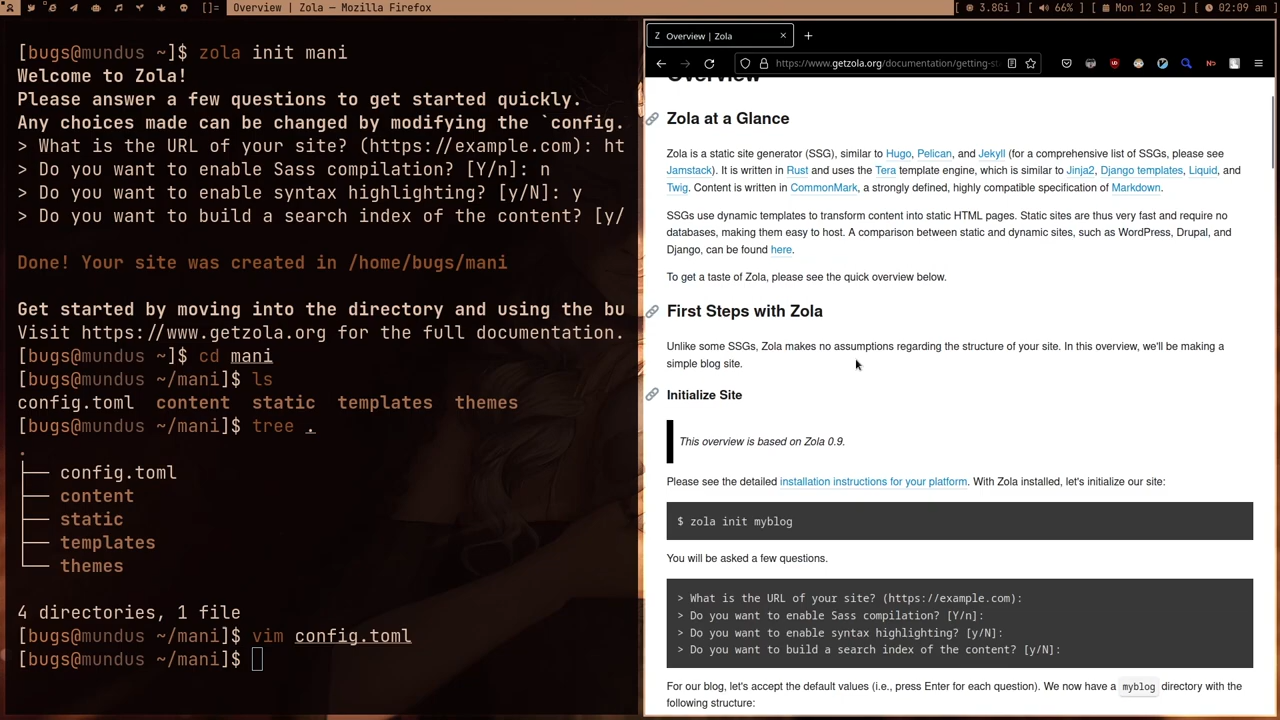 []= Overview | Zola — Mozilla Firefox 3.8Gi 66% Mon 12 Sep 02:09 am
[bugs@mundus ~]$ zola init mani
Welcome to Zola!
Please answer a few questions to get started quickly.
Any choices made can be changed by modifying the `config.
> What is the URL of your site? (https://example.com): ht
> Do you want to enable Sass compilation? [Y/n]: n
> Do you want to enable syntax highlighting? [y/N]: y
> Do you want to build a search index of the content? [y/
Done! Your site was created in /home/bugs/mani
Get started by moving into the directory and using the bu
Visit https://www.getzola.org for the full documentation.
[bugs@mundus ~]$ cd mani
[bugs@mundus ~/mani]$ ls
config.toml content static templates themes
[bugs@mundus ~/mani]$ tree .
.
├── config.toml
├── content
├── static
├── templates
└── themes
4 directories, 1 file
[bugs@mundus ~/mani]$ vim config.toml
[bugs@mundus ~/mani]$
Z Overview | Zola × +
https://www.getzola.org/documentation/getting-st
Overview
Zola at a Glance
Zola is a static site generator (SSG), similar to Hugo, Pelican, and Jekyll (for a comprehensive list of SSGs, please see
Jamstack). It is written in Rust and uses the Tera template engine, which is similar to Jinja2, Django templates, Liquid, and
Twig. Content is written in CommonMark, a strongly defined, highly compatible specification of Markdown.
SSGs use dynamic templates to transform content into static HTML pages. Static sites are thus very fast and require no
databases, making them easy to host. A comparison between static and dynamic sites, such as WordPress, Drupal, and
Django, can be found here.
To get a taste of Zola, please see the quick overview below.
First Steps with Zola
Unlike some SSGs, Zola makes no assumptions regarding the structure of your site. In this overview, we'll be making a
simple blog site.
Initialize Site
This overview is based on Zola 0.9.
Please see the detailed installation instructions for your platform. With Zola installed, let's initialize our site:
$ zola init myblog
You will be asked a few questions.
> What is the URL of your site? (https://example.com):
> Do you want to enable Sass compilation? [Y/n]:
> Do you want to enable syntax highlighting? [y/N]:
> Do you want to build a search index of the content? [y/N]:
For our blog, let's accept the default values (i.e., press Enter for each question). We now have a myblog directory with the
following structure: